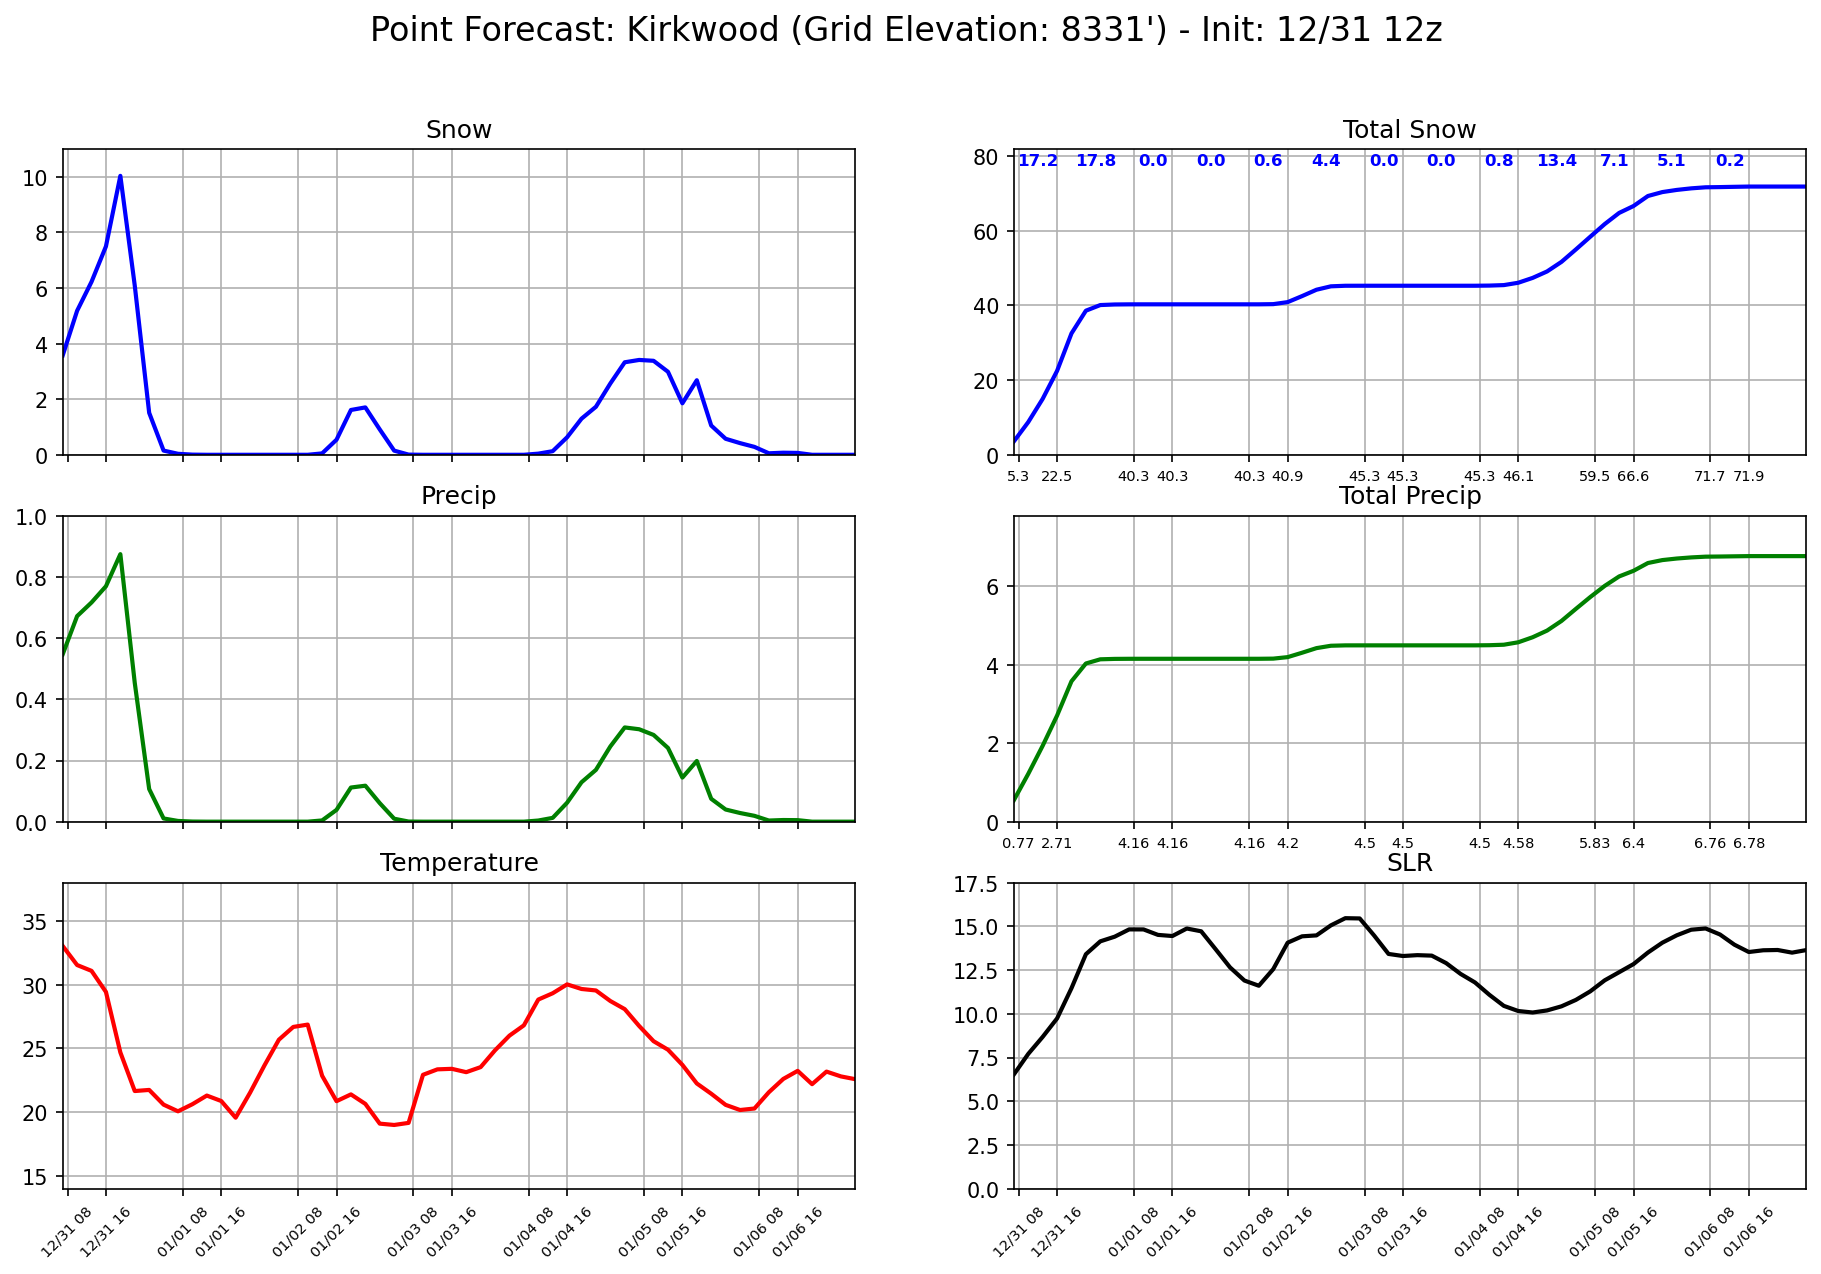 Point Forecast: Kirkwood (Grid Elevation: 8331') - Init: 12/31 12z
Snow
10
8
6
4
2
0
Total Snow
80
60
40
20
0
17.2 17.8 0.0 0.0 0.6 4.4 0.0 0.0 0.8 13.4 7.1 5.1 0.2
5.3 22.5 40.3 40.3 40.3 40.9 45.3 45.3 45.3 46.1 59.5 66.6 71.7 71.9
Precip
1.0
0.8
0.6
0.4
0.2
0.0
Total Precip
6
4
2
0
0.77 2.71 4.16 4.16 4.16 4.2 4.5 4.5 4.5 4.58 5.83 6.4 6.76 6.78
Temperature
35
30
25
20
15
12/31 08 12/31 16 01/01 08 01/01 16 01/02 08 01/02 16 01/03 08 01/03 16 01/04 08 01/04 16 01/05 08 01/05 16 01/06 08 01/06 16
SLR
17.5
15.0
12.5
10.0
7.5
5.0
2.5
0.0
12/31 08 12/31 16 01/01 08 01/01 16 01/02 08 01/02 16 01/03 08 01/03 16 01/04 08 01/04 16 01/05 08 01/05 16 01/06 08 01/06 16